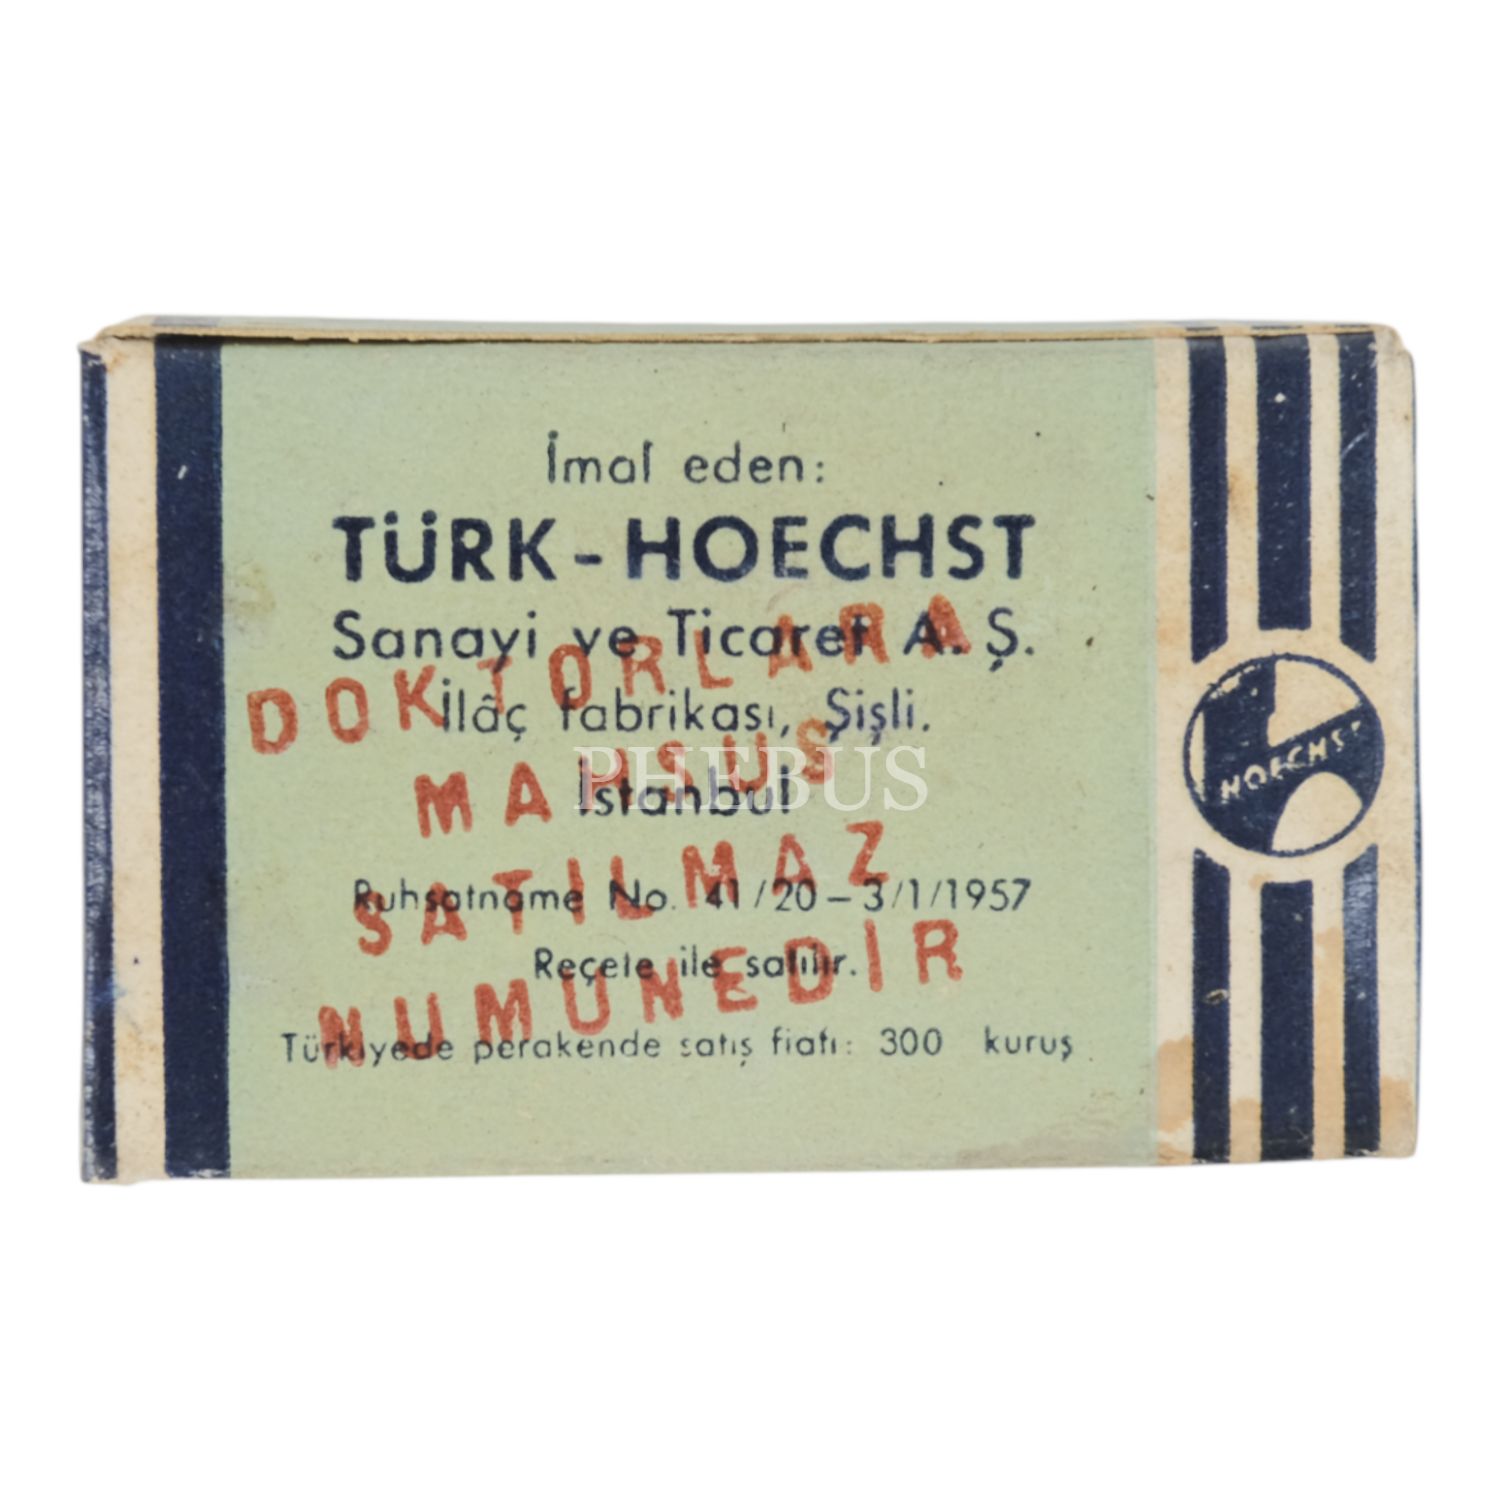 İmal eden:
TÜRK-HOECHST
Sanayi ve Ticaret A. Ş.
İlâç fabrikası, Şişli.
İstanbul
Ruhsatname No. 41/20 – 3/1/1957
Reçete ile satılır.
Türkiyede perakende satış fiatı: 300 kuruş
DOKTORLARA
MAHSUS
SATILMAZ
NUMUNEDİR
HOECHST
PHEBUS